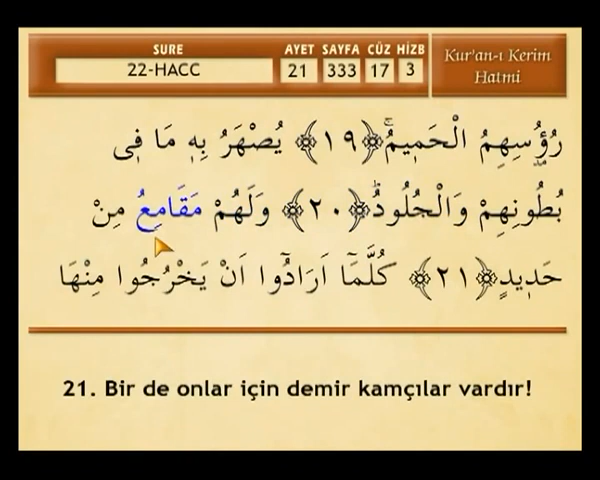 SURE AYET SAYFA CÜZ HİZB
22-HACC 21 333 17 3
Kur'an-ı Kerim
Hatmi
رُؤُ۫سِهِمُ الْحَم۪يمُۚ ﴿١٩﴾ يُصْهَرُ بِه۪ مَا ف۪ي
بُطُونِهِمْ وَالْجُلُودُۜ ﴿٢٠﴾ وَلَهُمْ مَقَامِعُ مِنْ
حَد۪يدٍ ﴿٢١﴾ كُلَّمَٓا اَرَادُٓوا اَنْ يَخْرُجُوا مِنْهَا
21. Bir de onlar için demir kamçılar vardır!